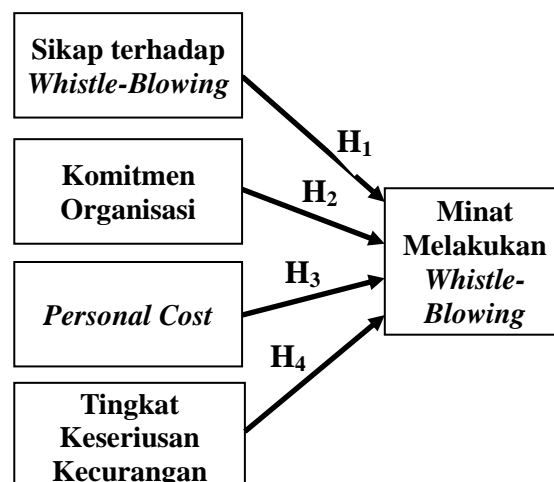 Sikap terhadap
Whistle-Blowing
H1
Komitmen
Organisasi
H2
Minat
Melakukan
Whistle-
Blowing
Personal Cost
H3
H4
Tingkat
Keseriusan
Kecurangan